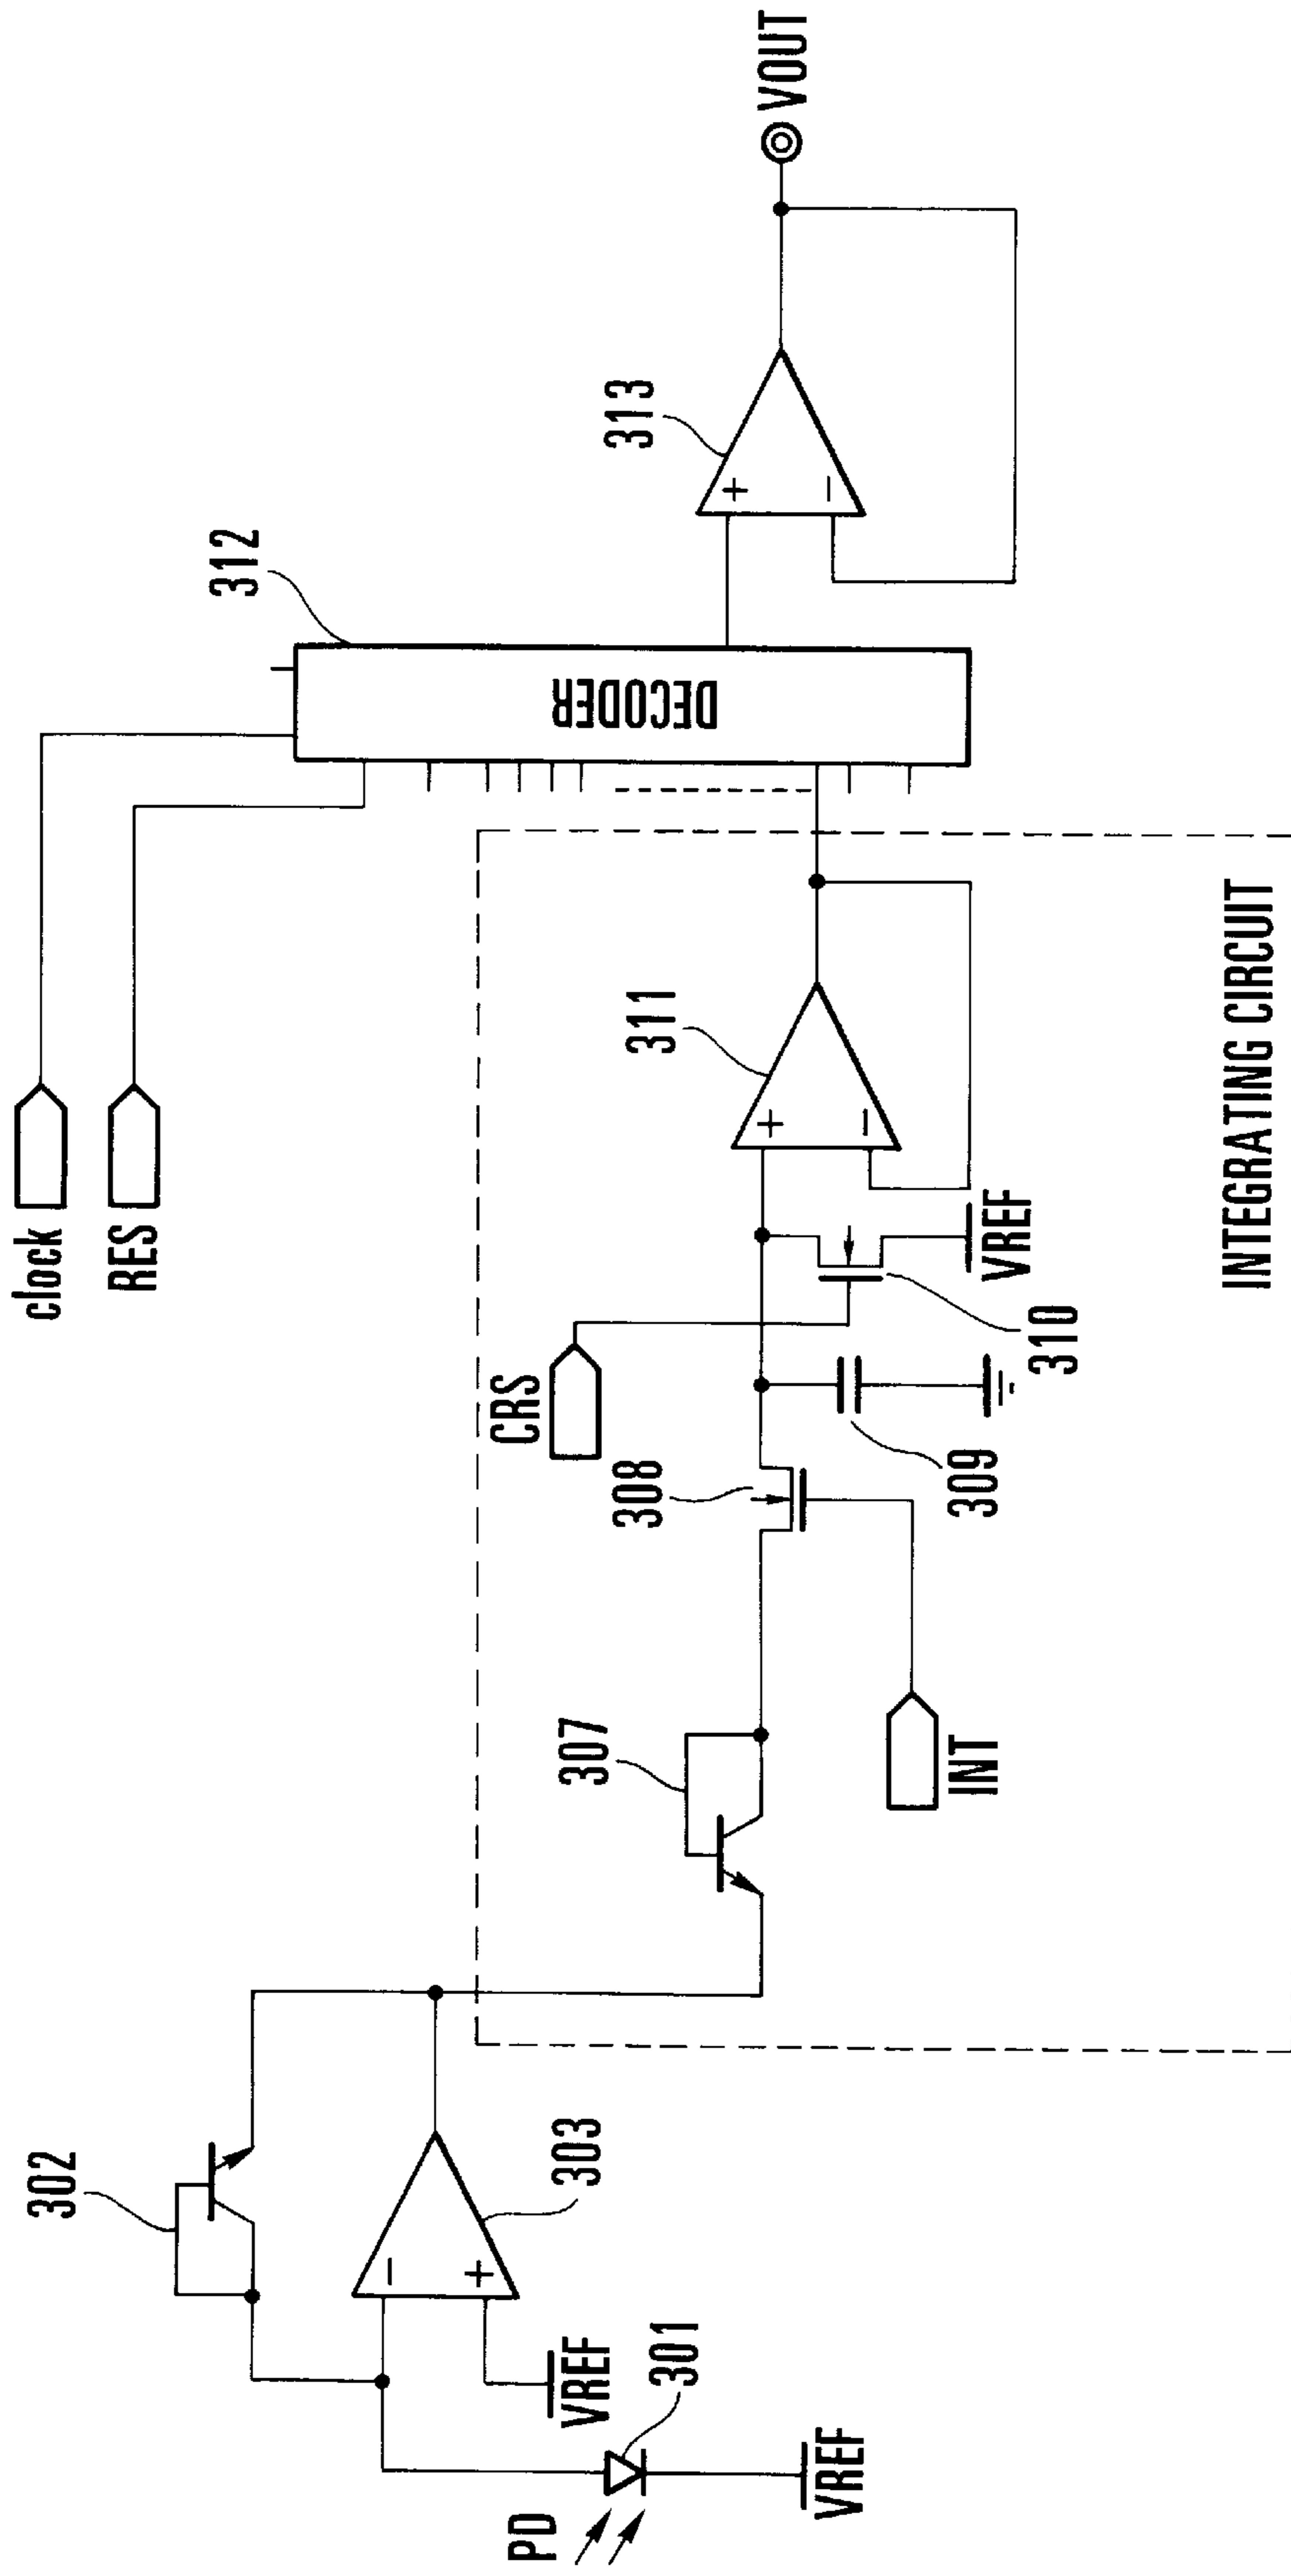 clock
RES
312
DECODER
313
+
−
VOUT
CRS
308
309
310
VREF
311
+
−
307
INT
INTEGRATING CIRCUIT
302
303
−
+
VREF
PD
301
VREF